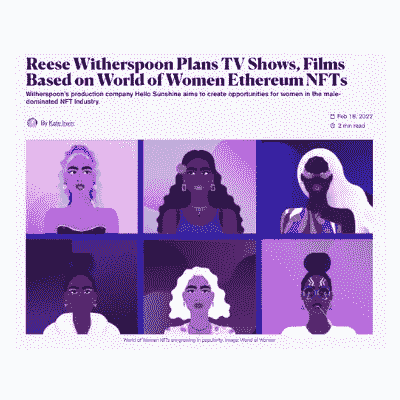 Reese Witherspoon Plans TV Shows, Films
Based on World of Women Ethereum NFTs
Witherspoon's production company Hello Sunshine aims to create opportunities for women in the male-
dominated NFT industry.
By Kate Irwin
Feb 18, 2022
2 min read
World of Women NFTs are growing in popularity. Image: World of Women